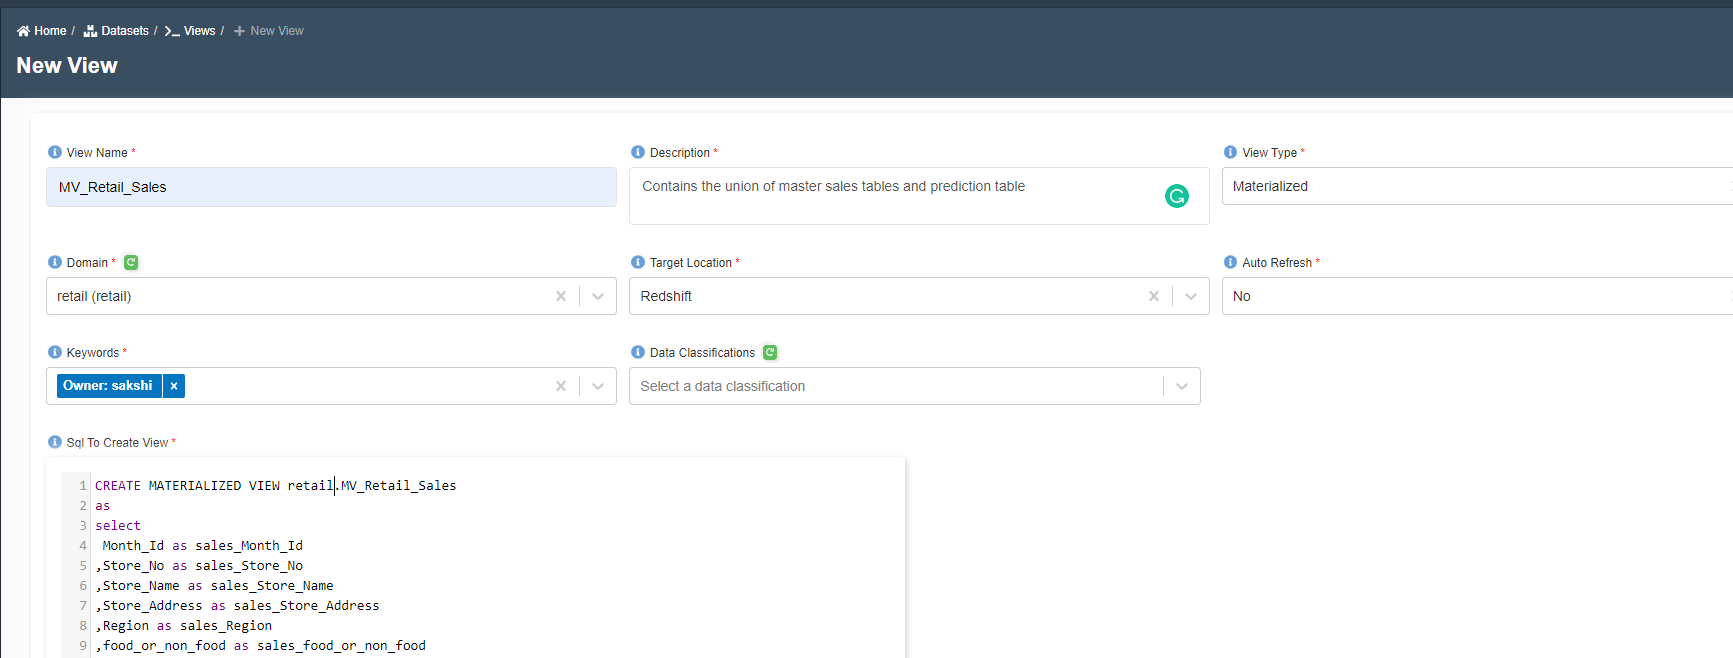 Home / Datasets / Views / New View
New View
View Name *
Description *
View Type *
MV_Retail_Sales
Contains the union of master sales tables and prediction table
Materialized
Domain *
Target Location *
Auto Refresh *
retail (retail)
Redshift
No
Keywords *
Data Classifications
Owner: sakshi x
Select a data classification
Sql To Create View *
1 CREATE MATERIALIZED VIEW retail.MV_Retail_Sales
2 as
3 select
4 Month_Id as sales_Month_Id
5 ,Store_No as sales_Store_No
6 ,Store_Name as sales_Store_Name
7 ,Store_Address as sales_Store_Address
8 ,Region as sales_Region
9 ,food_or_non_food as sales_food_or_non_food